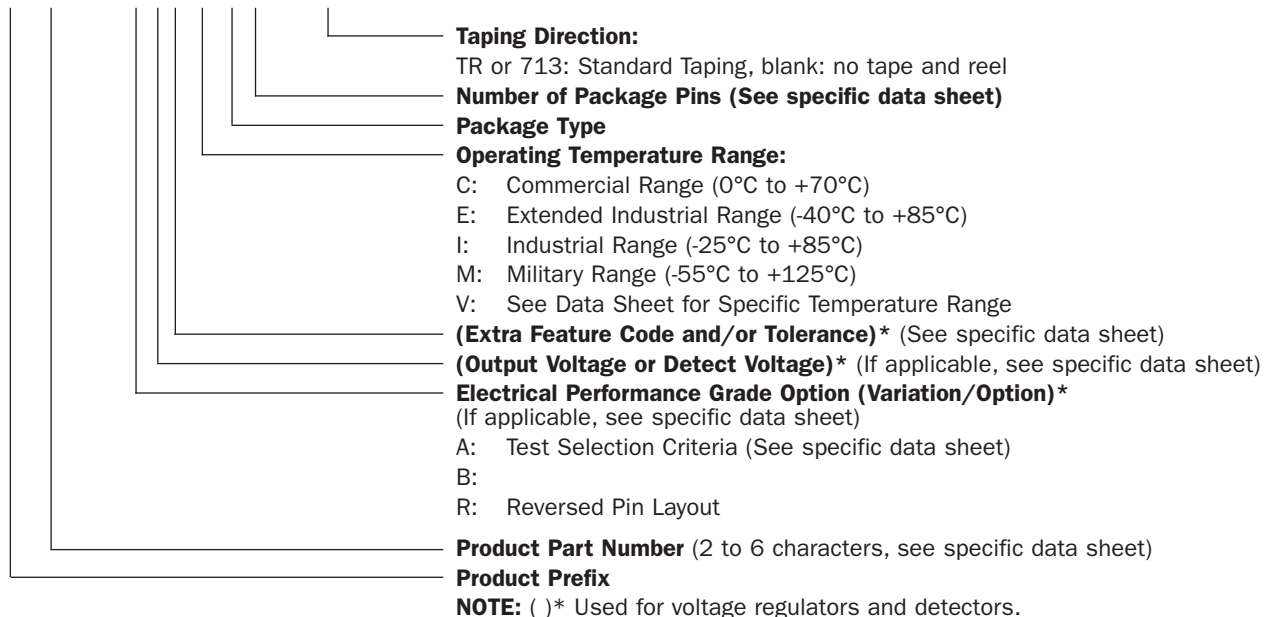 Taping Direction:
TR or 713: Standard Taping, blank: no tape and reel
Number of Package Pins (See specific data sheet)
Package Type
Operating Temperature Range:
C: Commercial Range (0°C to +70°C)
E: Extended Industrial Range (-40°C to +85°C)
I: Industrial Range (-25°C to +85°C)
M: Military Range (-55°C to +125°C)
V: See Data Sheet for Specific Temperature Range
(Extra Feature Code and/or Tolerance)* (See specific data sheet)
(Output Voltage or Detect Voltage)* (If applicable, see specific data sheet)
Electrical Performance Grade Option (Variation/Option)*
(If applicable, see specific data sheet)
A: Test Selection Criteria (See specific data sheet)
B:
R: Reversed Pin Layout
Product Part Number (2 to 6 characters, see specific data sheet)
Product Prefix
NOTE: ( )* Used for voltage regulators and detectors.